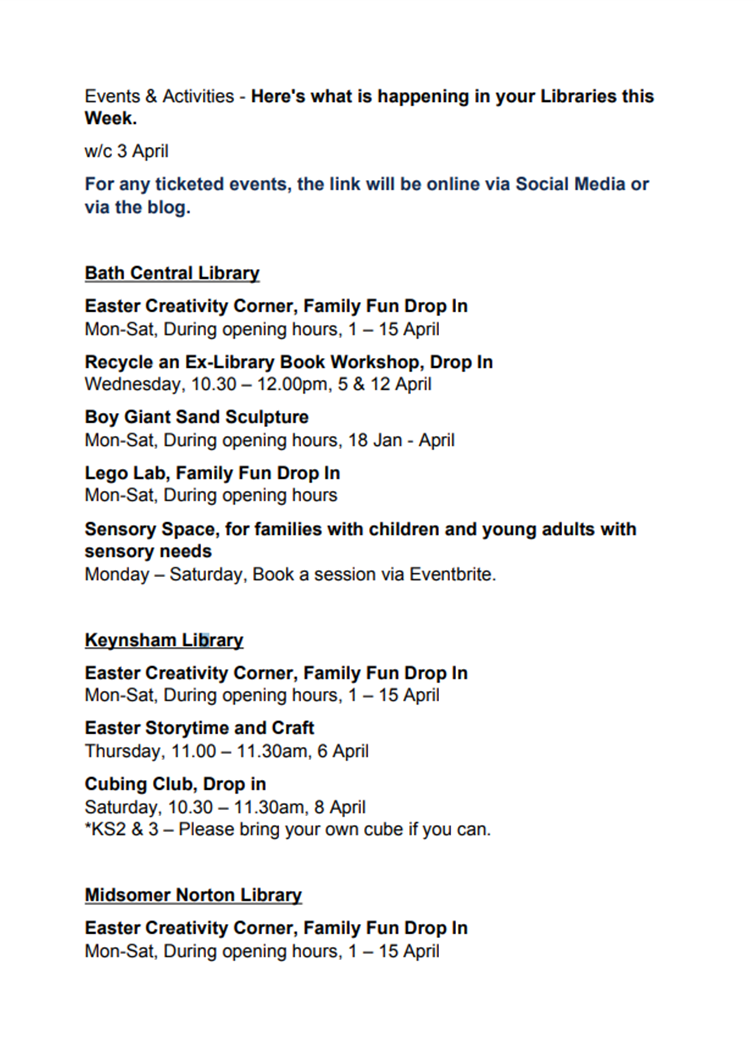 Events & Activities - Here's what is happening in your Libraries this
Week.
w/c 3 April
For any ticketed events, the link will be online via Social Media or
via the blog.
Bath Central Library
Easter Creativity Corner, Family Fun Drop In
Mon-Sat, During opening hours, 1 – 15 April
Recycle an Ex-Library Book Workshop, Drop In
Wednesday, 10.30 – 12.00pm, 5 & 12 April
Boy Giant Sand Sculpture
Mon-Sat, During opening hours, 18 Jan - April
Lego Lab, Family Fun Drop In
Mon-Sat, During opening hours
Sensory Space, for families with children and young adults with
sensory needs
Monday – Saturday, Book a session via Eventbrite.
Keynsham Library
Easter Creativity Corner, Family Fun Drop In
Mon-Sat, During opening hours, 1 – 15 April
Easter Storytime and Craft
Thursday, 11.00 – 11.30am, 6 April
Cubing Club, Drop in
Saturday, 10.30 – 11.30am, 8 April
*KS2 & 3 – Please bring your own cube if you can.
Midsomer Norton Library
Easter Creativity Corner, Family Fun Drop In
Mon-Sat, During opening hours, 1 – 15 April